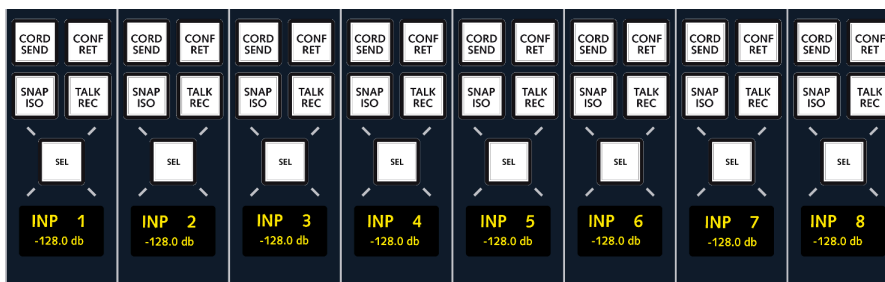 CORD SEND CONF RET CORD SEND CONF RET CORD SEND CONF RET CORD SEND CONF RET CORD SEND CONF RET CORD SEND CONF RET CORD SEND CONF RET CORD SEND CONF RET
SNAP ISO TALK REC SNAP ISO TALK REC SNAP ISO TALK REC SNAP ISO TALK REC SNAP ISO TALK REC SNAP ISO TALK REC SNAP ISO TALK REC SNAP ISO TALK REC
SEL SEL SEL SEL SEL SEL SEL SEL
INP 1 INP 2 INP 3 INP 4 INP 5 INP 6 INP 7 INP 8
-128.0 db -128.0 db -128.0 db -128.0 db -128.0 db -128.0 db -128.0 db -128.0 db